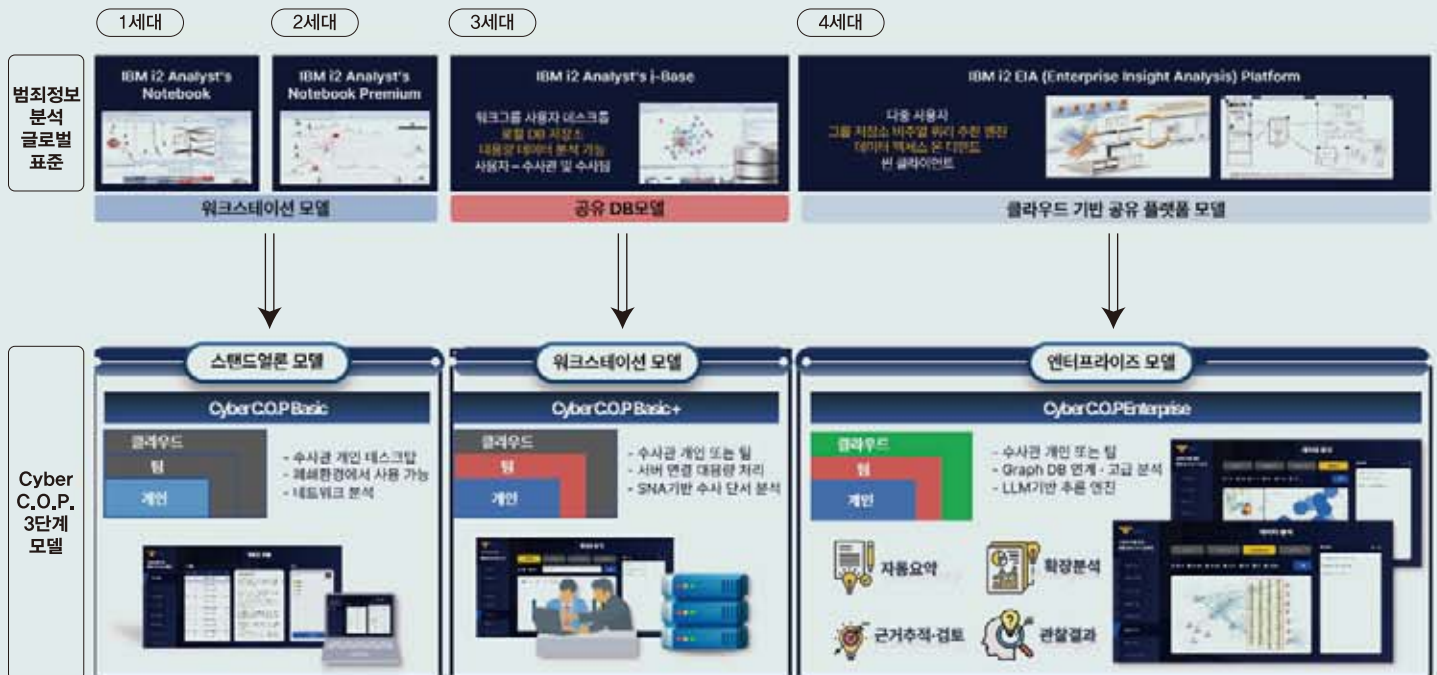 1세대
2세대
3세대
4세대
범죄정보
분석
글로벌
표준
IBM i2 Analyst's
Notebook
IBM i2 Analyst's
Notebook Premium
IBM i2 Analyst's i-Base
워크그룹 사용자 데스크톱
로컬 DB 저장소
대용량 데이터 분석 가능
사용자 = 수사관 및 수사팀
IBM i2 EIA (Enterprise Insight Analysis) Platform
다중 사용자
그룹 저장소 비주얼 쿼리 추천 엔진
데이터 액세스 온 디맨드
씬 클라이언트
워크스테이션 모델
공유 DB모델
클라우드 기반 공유 플랫폼 모델
Cyber
C.O.P.
3단계
모델
스탠드얼론 모델
Cyber C.O.P Basic
클라우드
팀
개인
- 수사관 개인 데스크탑
- 폐쇄환경에서 사용 가능
- 네트워크 분석
워크스테이션 모델
Cyber C.O.P Basic+
클라우드
팀
개인
- 수사관 개인 또는 팀
- 서버 연결 대용량 처리
- SNA기반 수사 단서 분석
엔터프라이즈 모델
Cyber C.O.P Enterprise
클라우드
팀
개인
- 수사관 개인 또는 팀
- Graph DB 연계 · 고급 분석
- LLM기반 추론 엔진
자동요약
확장분석
근거추적·검토
관찰결과